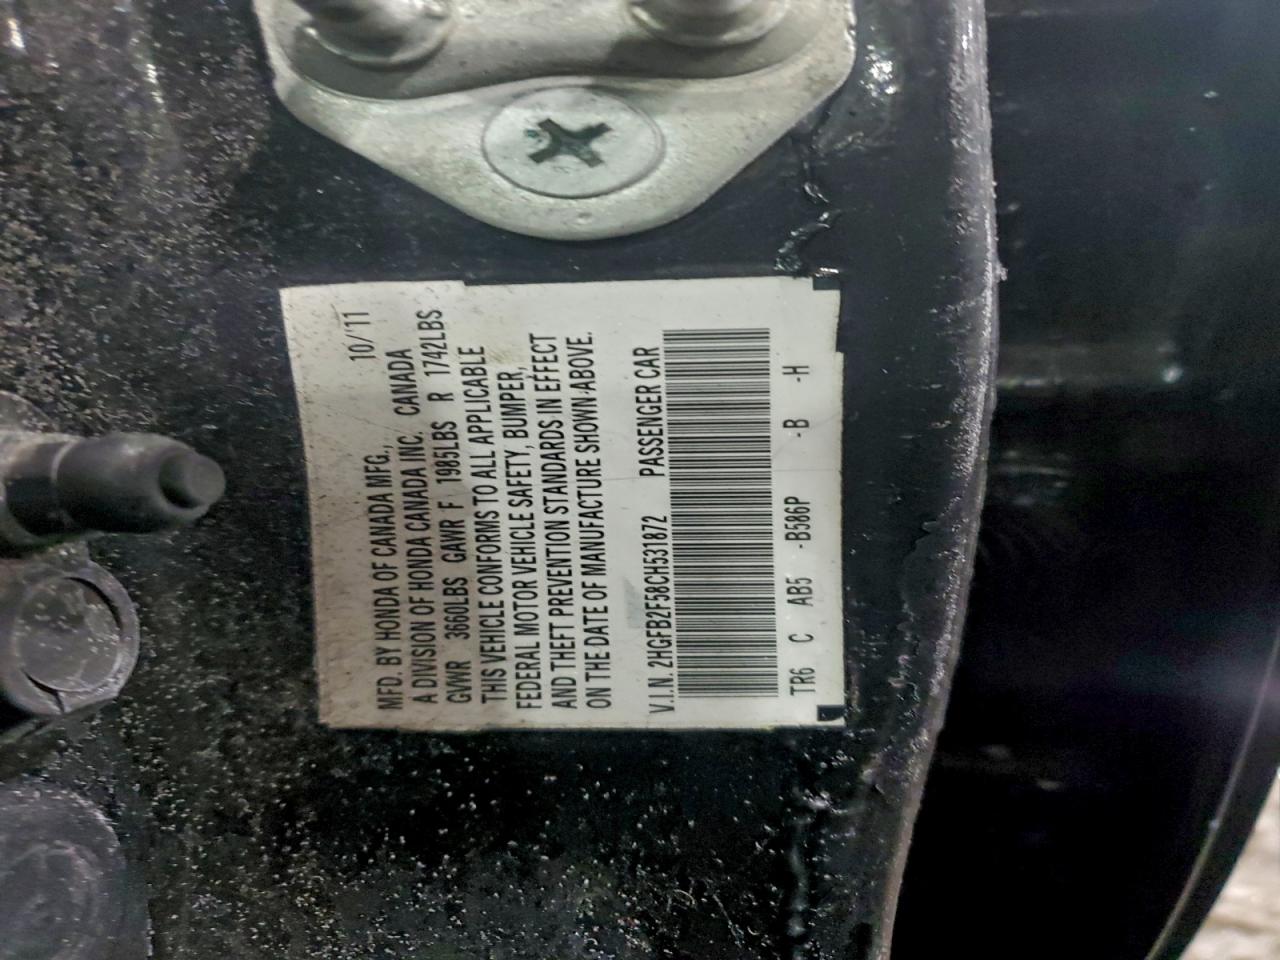 MFD. BY HONDA OF CANADA MFG., 10/'11
A DIVISION OF HONDA CANADA INC. CANADA
GVWR 3660LBS GAWR F 1985LBS R 1742LBS
THIS VEHICLE CONFORMS TO ALL APPLICABLE
FEDERAL MOTOR VEHICLE SAFETY, BUMPER,
AND THEFT PREVENTION STANDARDS IN EFFECT
ON THE DATE OF MANUFACTURE SHOWN ABOVE.
V.I.N. 2HGFB2F58CH531872 PASSENGER CAR
TR6 C AB5 -B586P -B -H